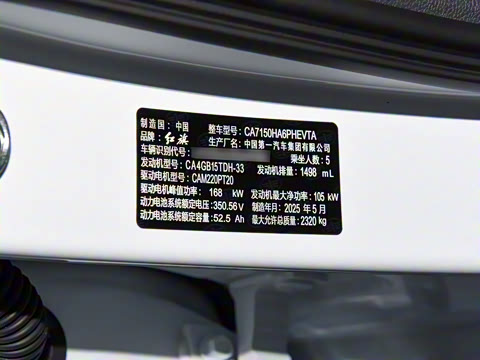 制造国：中国 整车型号：CA7150HA6PHEVTA
品牌：红旗 生产厂名：中国第一汽车集团有限公司
车辆识别代号： 乘坐人数：5
发动机型号：CA4GB15TDH-33 发动机排量：1498 mL
驱动电机型号：CAM220PT20
驱动电机峰值功率：168 kW 发动机最大净功率：105 kW
动力电池系统额定电压：350.56V 制造年月：2025年5月
动力电池系统额定容量：52.5 Ah 最大允许总质量：2320kg